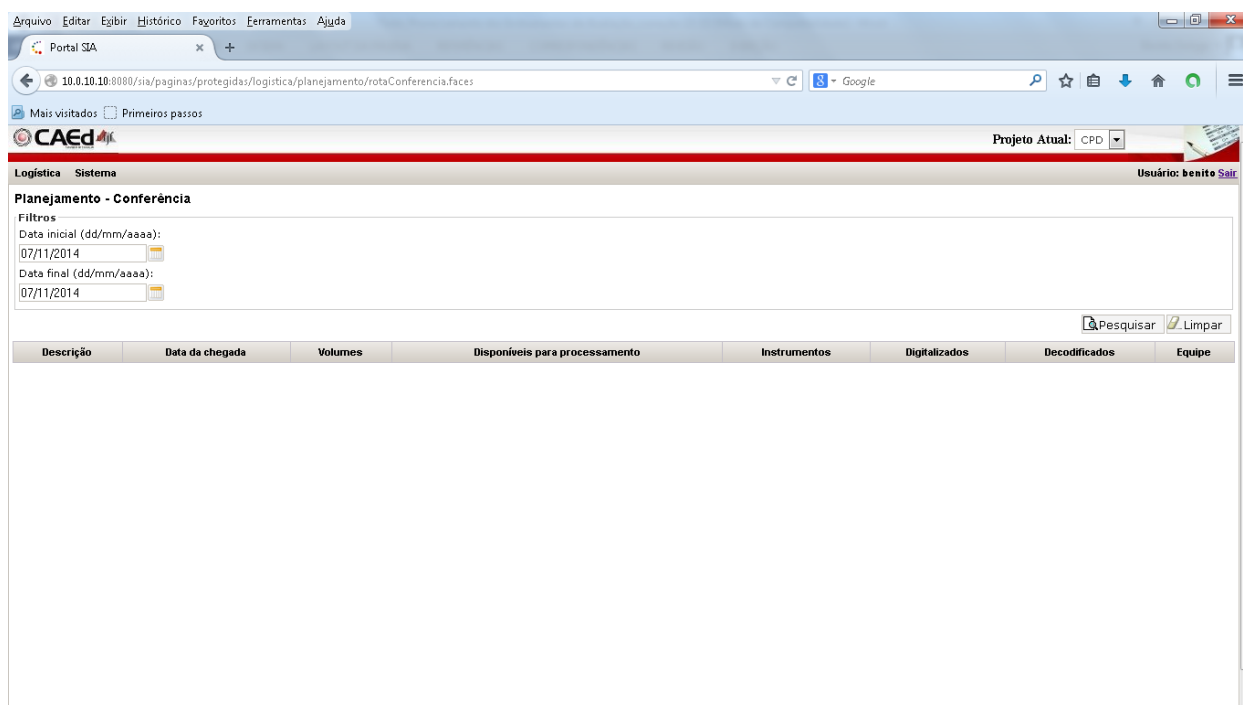 Arquivo Editar Exibir Histórico Favoritos Ferramentas Ajuda
Portal SIA
10.0.10.10:8080/sia/paginas/protegidas/logistica/planejamento/rotaConferencia.faces
Google
Mais visitados Primeiros passos
CAEd
Projeto Atual: CPD
Logística Sistema
Usuário: benito Sair
Planejamento - Conferência
Filtros
Data inicial (dd/mm/aaaa):
07/11/2014
Data final (dd/mm/aaaa):
07/11/2014
Pesquisar Limpar
Descrição Data da chegada Volumes Disponíveis para processamento Instrumentos Digitalizados Decodificados Equipe